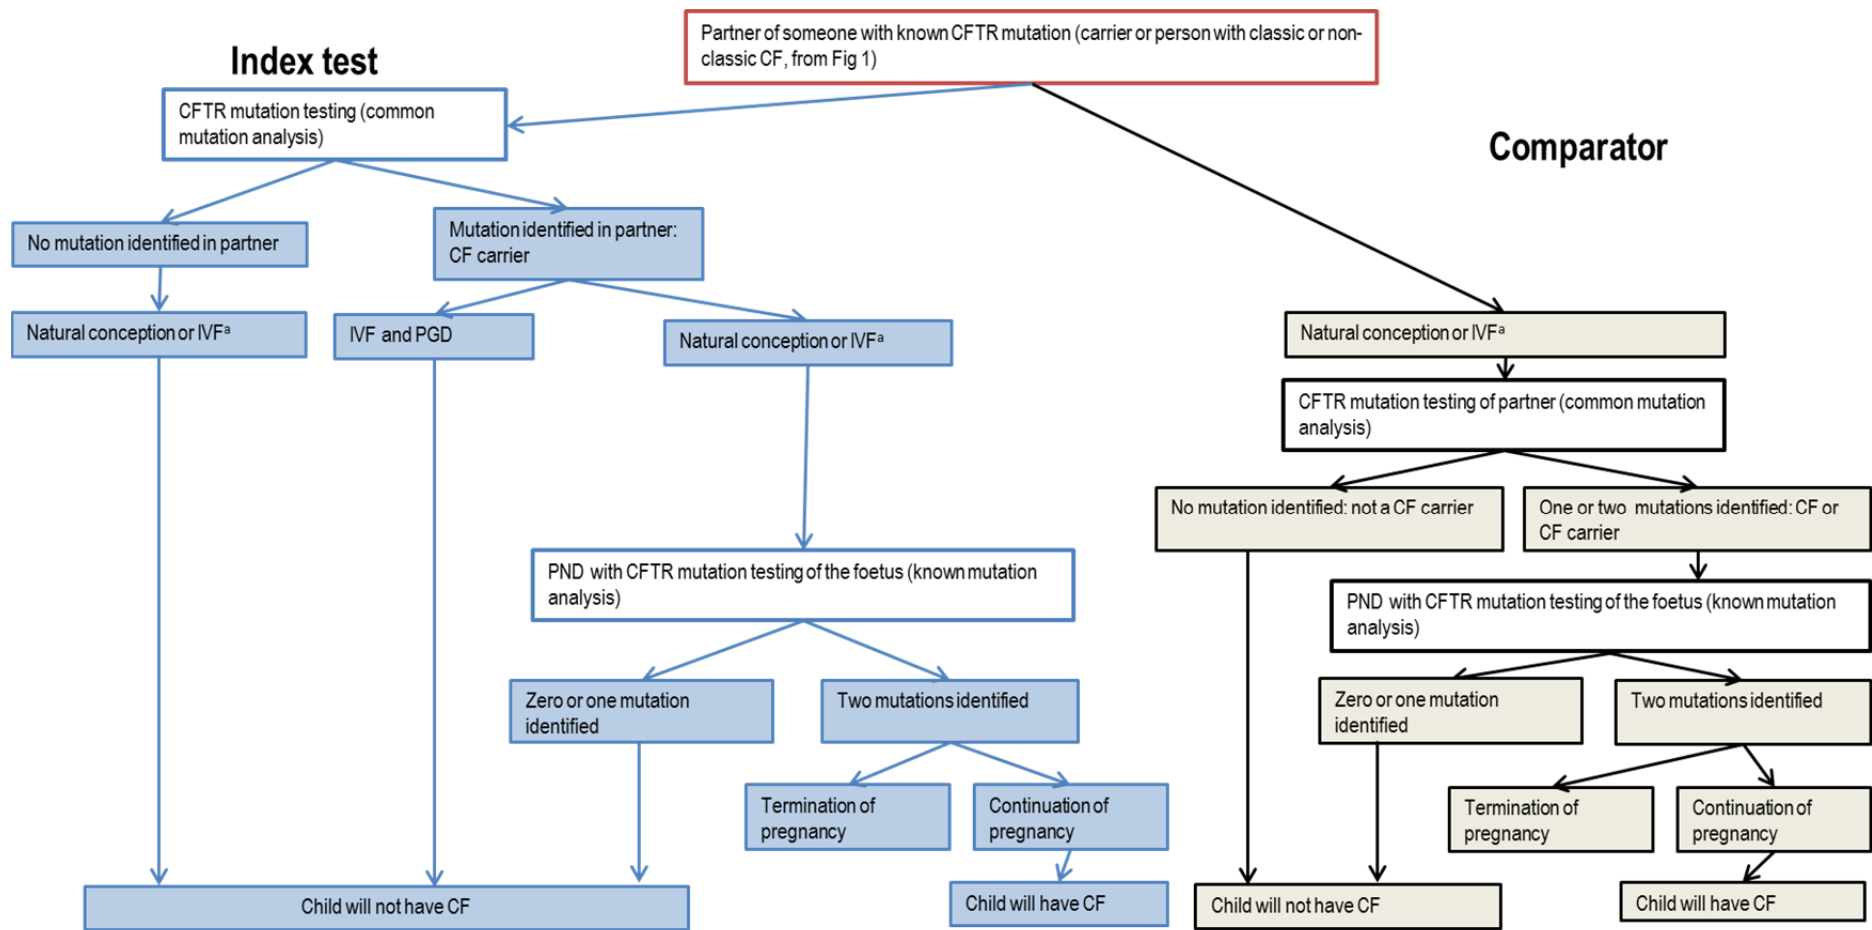 Partner of someone with known CFTR mutation (carrier or person with classic or non-
classic CF, from Fig 1)
Index test
CFTR mutation testing (common
mutation analysis)
Comparator
No mutation identified in partner
Mutation identified in partner:
CF carrier
Natural conception or IVFᵃ
IVF and PGD
Natural conception or IVFᵃ
Natural conception or IVFᵃ
CFTR mutation testing of partner (common mutation
analysis)
No mutation identified: not a CF carrier
One or two mutations identified: CF or
CF carrier
PND with CFTR mutation testing of the foetus (known mutation
analysis)
PND with CFTR mutation testing of the foetus (known mutation
analysis)
Zero or one mutation
identified
Two mutations identified
Zero or one mutation
identified
Two mutations identified
Termination of
pregnancy
Continuation of
pregnancy
Termination of
pregnancy
Continuation of
pregnancy
Child will not have CF
Child will have CF
Child will not have CF
Child will have CF